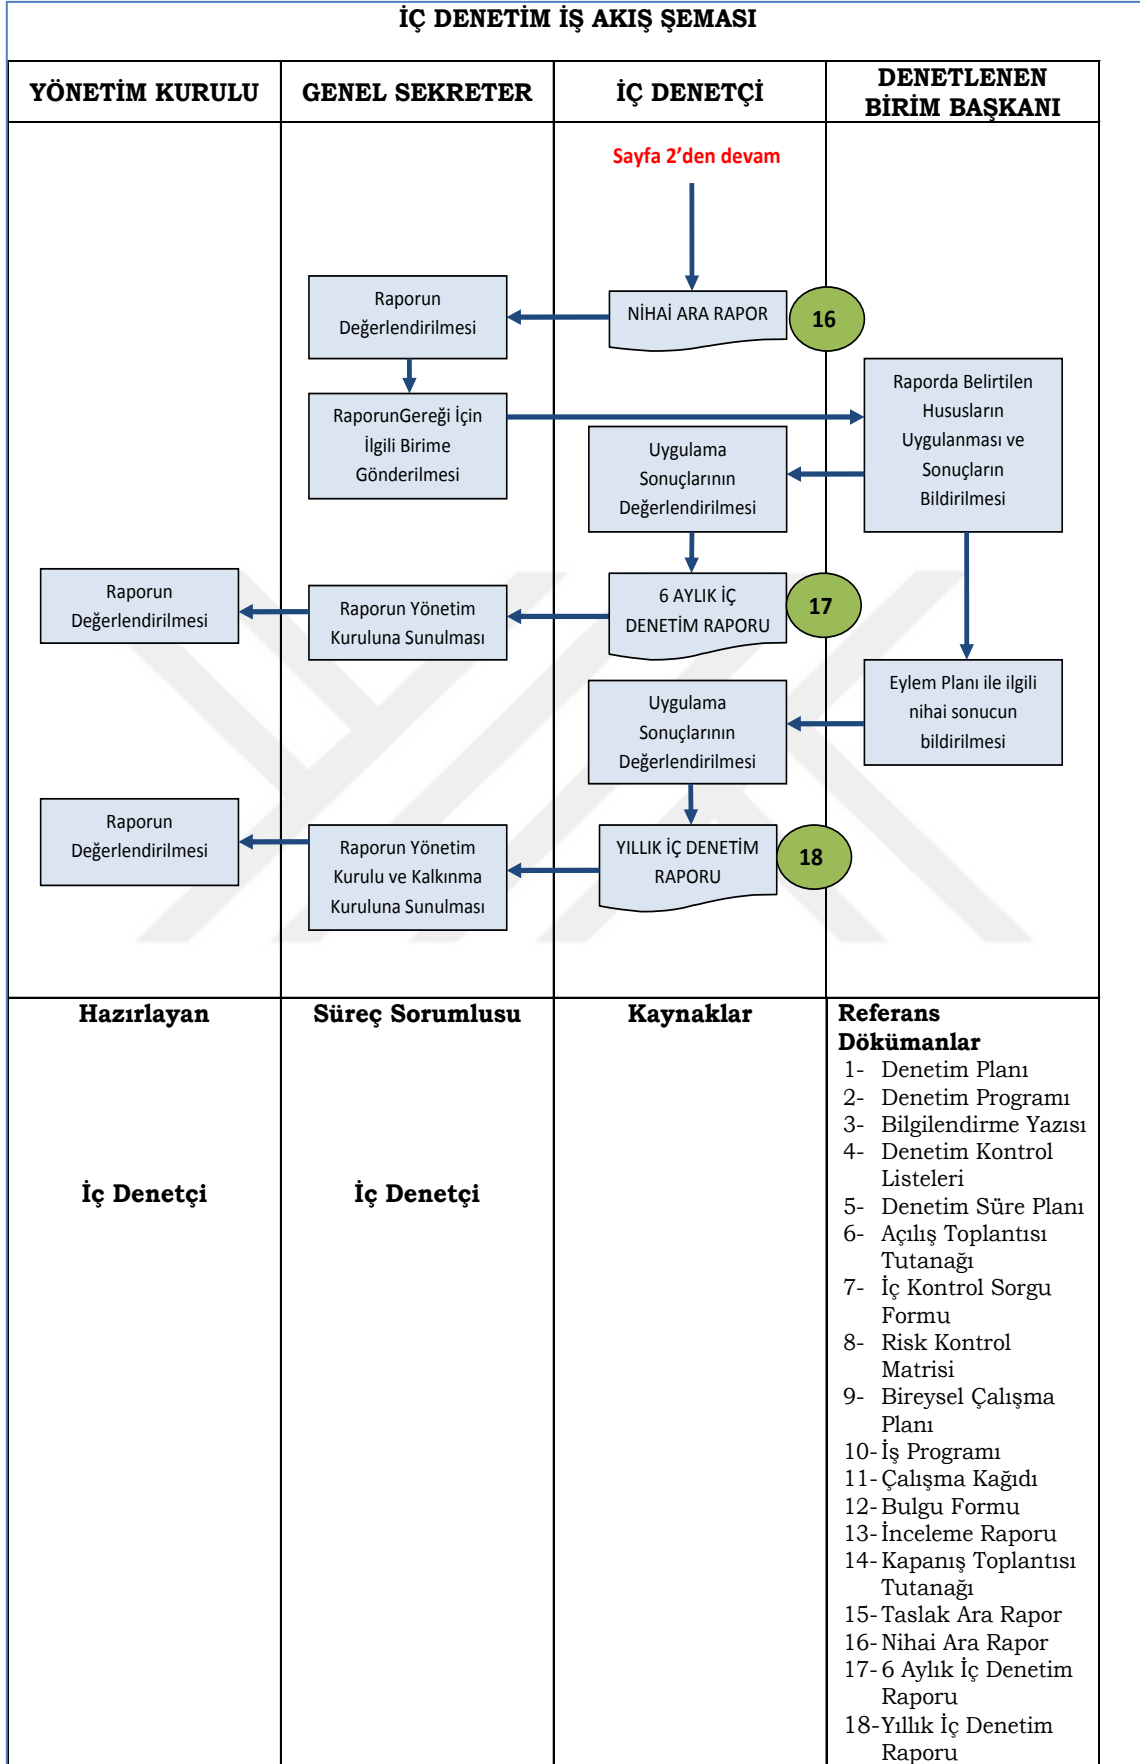 İÇ DENETİM İŞ AKIŞ ŞEMASI
YÖNETİM KURULU
GENEL SEKRETER
İÇ DENETÇİ
DENETLENEN
BİRİM BAŞKANI
Sayfa 2'den devam
Raporun
Değerlendirilmesi
NİHAİ ARA RAPOR
16
RaporunGereği İçin
İlgili Birime
Gönderilmesi
Raporda Belirtilen
Hususların
Uygulanması ve
Sonuçların
Bildirilmesi
Uygulama
Sonuçlarının
Değerlendirilmesi
Raporun
Değerlendirilmesi
Raporun Yönetim
Kuruluna Sunulması
6 AYLIK İÇ
DENETİM RAPORU
17
Eylem Planı ile ilgili
nihai sonucun
bildirilmesi
Uygulama
Sonuçlarının
Değerlendirilmesi
Raporun
Değerlendirilmesi
Raporun Yönetim
Kurulu ve Kalkınma
Kuruluna Sunulması
YILLIK İÇ DENETİM
RAPORU
18
Hazırlayan
İç Denetçi
Süreç Sorumlusu
İç Denetçi
Kaynaklar
Referans
Dökümanlar
1- Denetim Planı
2- Denetim Programı
3- Bilgilendirme Yazısı
4- Denetim Kontrol
Listeleri
5- Denetim Süre Planı
6- Açılış Toplantısı
Tutanağı
7- İç Kontrol Sorgu
Formu
8- Risk Kontrol
Matrisi
9- Bireysel Çalışma
Planı
10- İş Programı
11- Çalışma Kağıdı
12- Bulgu Formu
13- İnceleme Raporu
14- Kapanış Toplantısı
Tutanağı
15- Taslak Ara Rapor
16- Nihai Ara Rapor
17- 6 Aylık İç Denetim
Raporu
18- Yıllık İç Denetim
Raporu